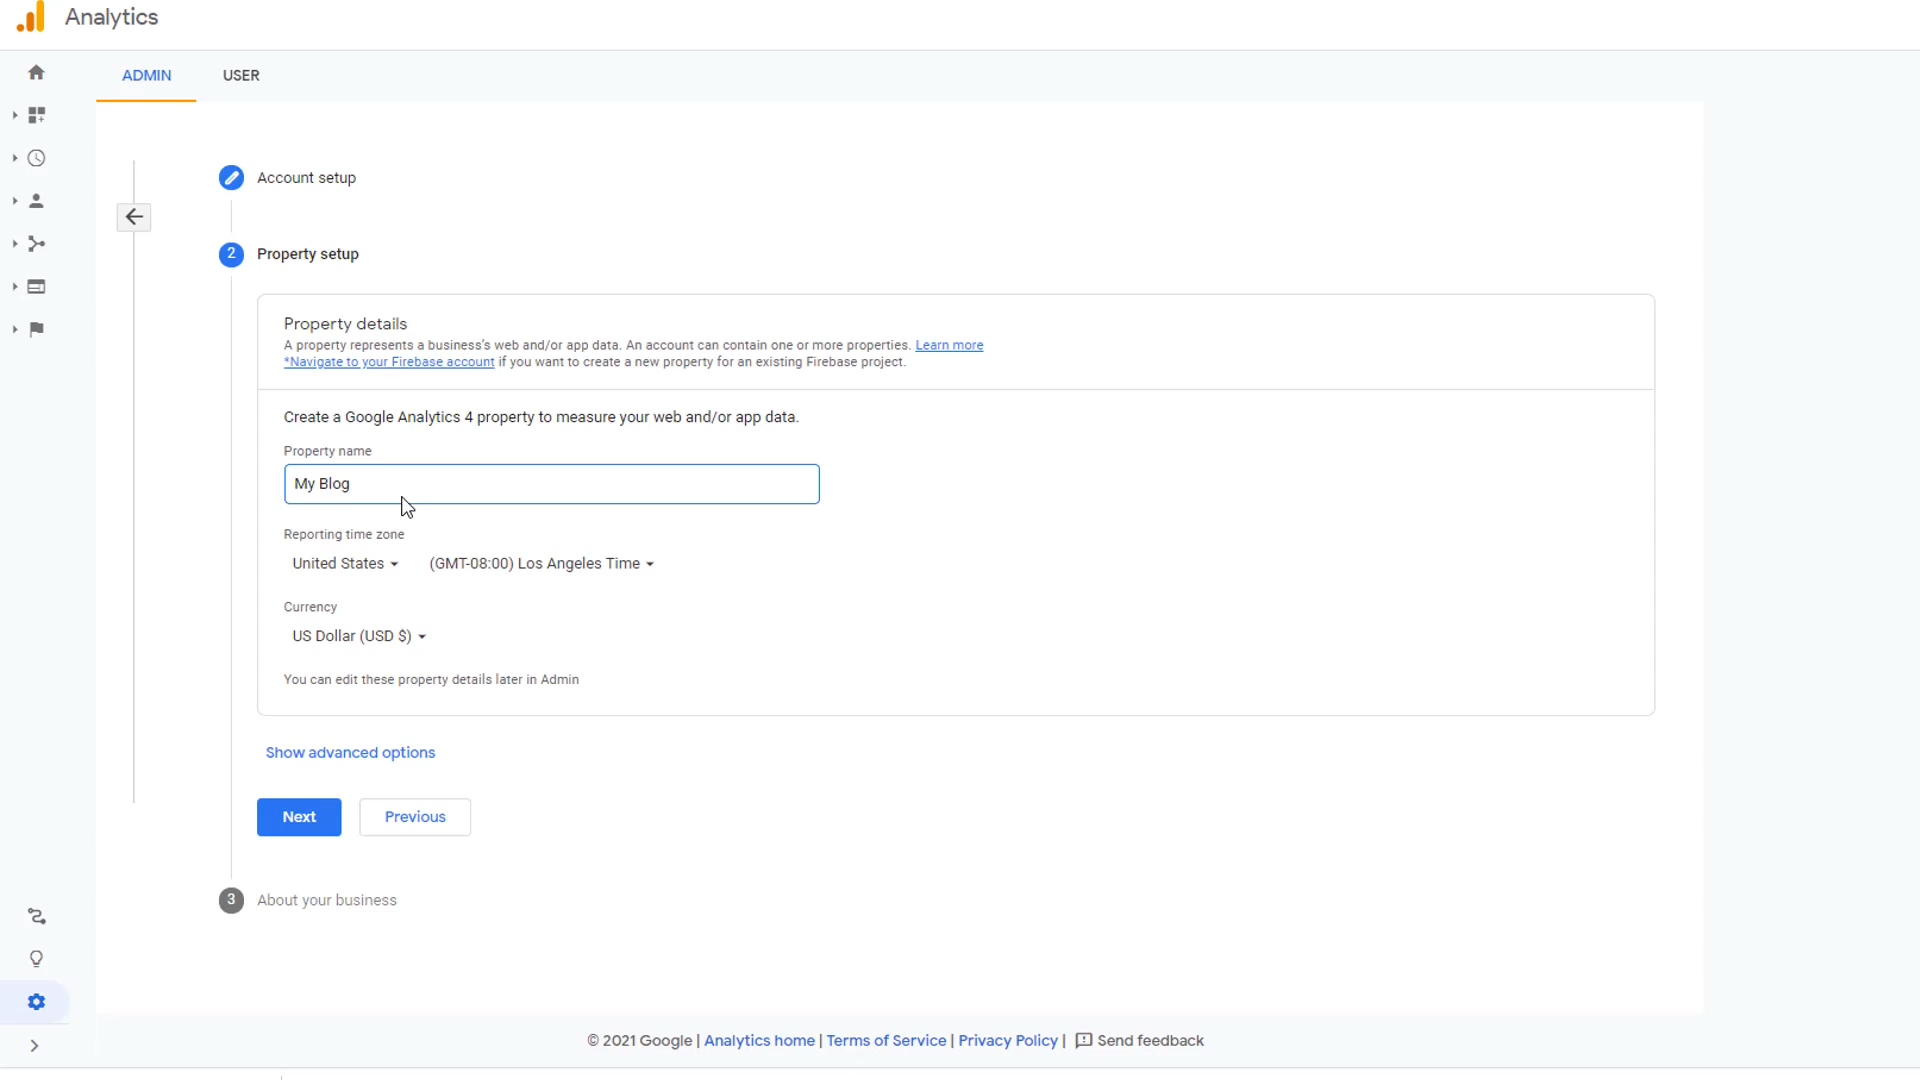 Analytics
ADMIN USER
Account setup
2 Property setup
Property details
A property represents a business's web and/or app data. An account can contain one or more properties. Learn more
*Navigate to your Firebase account if you want to create a new property for an existing Firebase project.
Create a Google Analytics 4 property to measure your web and/or app data.
Property name
My Blog
Reporting time zone
United States (GMT-08:00) Los Angeles Time
Currency
US Dollar (USD $)
You can edit these property details later in Admin
Show advanced options
Next Previous
3 About your business
© 2021 Google | Analytics home | Terms of Service | Privacy Policy | Send feedback